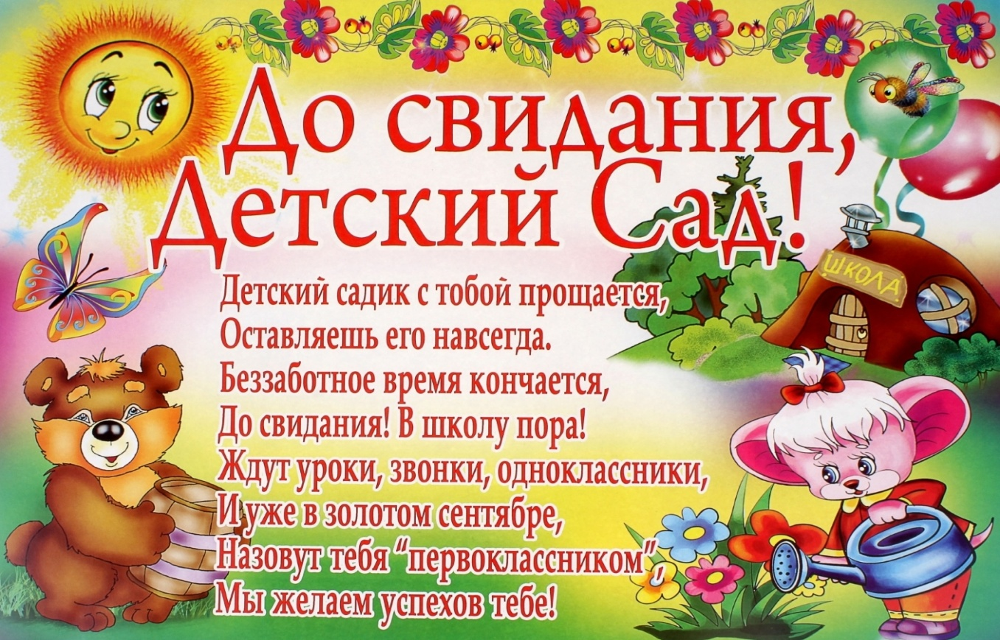 До свидания,
Детский Сад!
ШКОЛА
Детский садик с тобой прощается,
Оставляешь его навсегда.
Беззаботное время кончается,
До свидания! В школу пора!
Ждут уроки, звонки, одноклассники,
И уже в золотом сентябре,
Назовут тебя “первоклассником”,
Мы желаем успехов тебе!